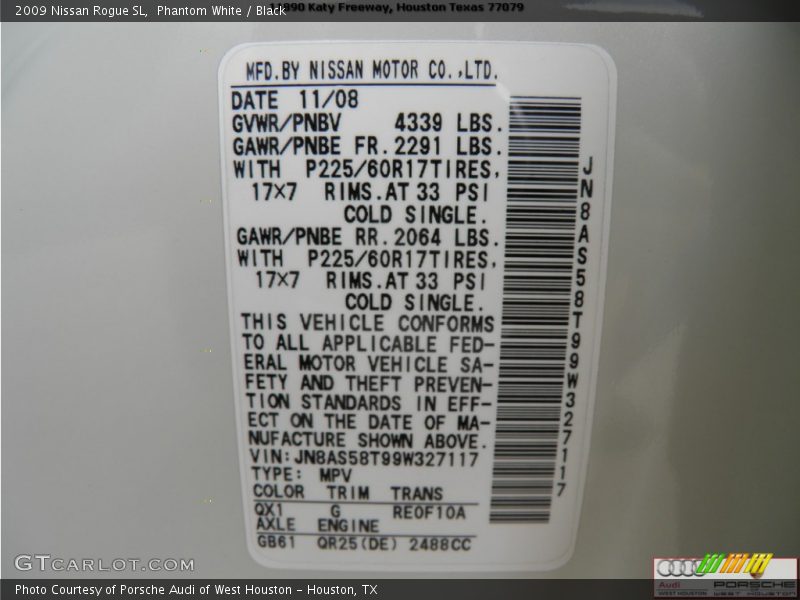 2009 Nissan Rogue SL,  Phantom White / Black
11890 Katy Freeway, Houston Texas 77079
MFD.BY NISSAN MOTOR CO.,LTD.
DATE 11/08
GVWR/PNBV 4339 LBS.
GAWR/PNBE FR.2291 LBS.
WITH P225/60R17TIRES,
17×7 RIMS.AT 33 PSI
COLD SINGLE.
GAWR/PNBE RR.2064 LBS.
WITH P225/60R17TIRES,
17×7 RIMS.AT 33 PSI
COLD SINGLE.
THIS VEHICLE CONFORMS
TO ALL APPLICABLE FED-
ERAL MOTOR VEHICLE SA-
FETY AND THEFT PREVEN-
TION STANDARDS IN EFF-
ECT ON THE DATE OF MA-
NUFACTURE SHOWN ABOVE.
VIN:JN8AS58T99W327117
TYPE: MPV
COLOR TRIM TRANS
QX1 G RE0F10A
AXLE ENGINE
GB61 QR25(DE) 2488CC
JN8AS58T99W327117
GTCARLOT.COM
Photo Courtesy of Porsche Audi of West Houston - Houston, TX
Audi PORSCHE
WEST HOUSTON WEST HOUSTON